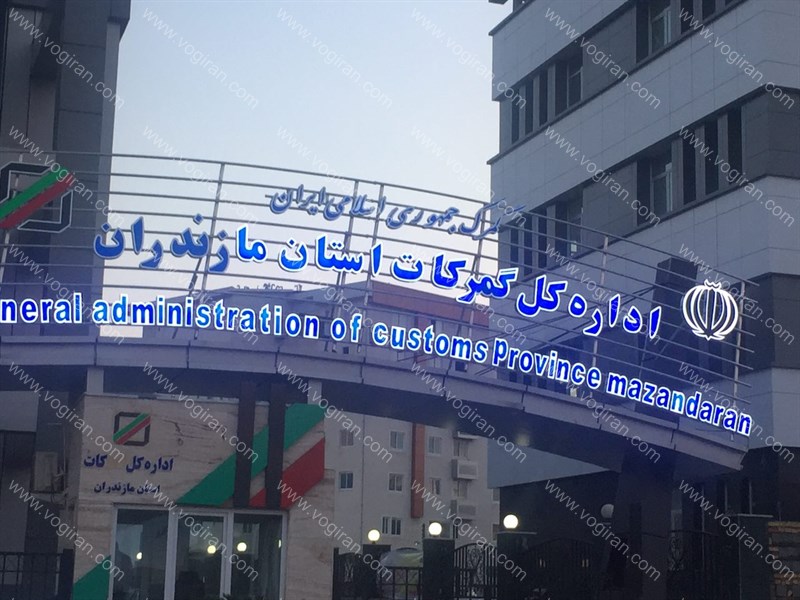 گمرک جمهوری اسلامی ایران
اداره کل گمرکات استان مازندران
neral administration of customs Province mazandaran
اداره کل کات
استان مازندران
www.vogiran.com